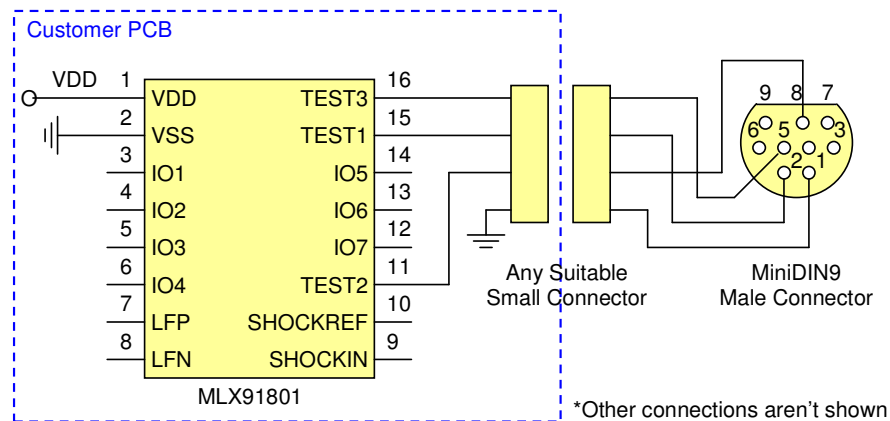 Customer PCB
VDD 1
VDD
2
VSS
3
IO1
4
IO2
5
IO3
6
IO4
7
LFP
8
LFN
16
TEST3
15
TEST1
14
IO5
13
IO6
12
IO7
11
TEST2
10
SHOCKREF
9
SHOCKIN
MLX91801
Any Suitable
Small Connector
9 8 7
6 5 3
2 1
MiniDIN9
Male Connector
*Other connections aren't shown